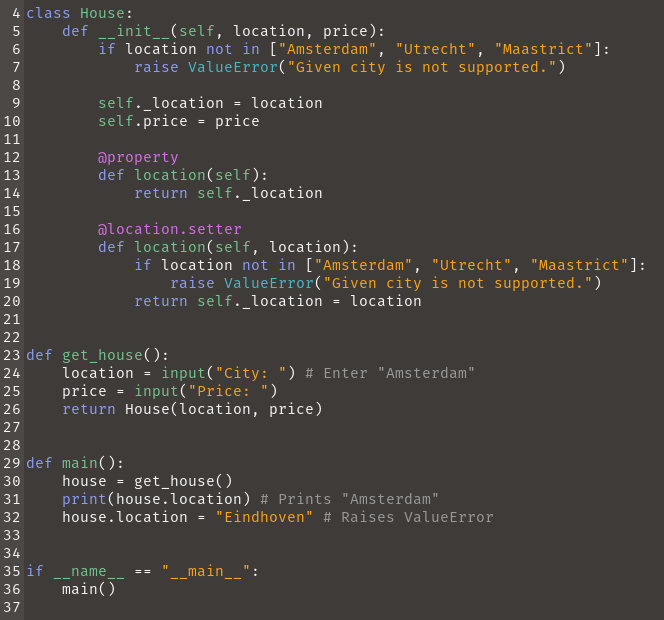 4 class House:
5     def __init__(self, location, price):
6         if location not in ["Amsterdam", "Utrecht", "Maastrict"]:
7             raise ValueError("Given city is not supported.")
8
9         self._location = location
10         self.price = price
11
12         @property
13         def location(self):
14             return self._location
15
16         @location.setter
17         def location(self, location):
18             if location not in ["Amsterdam", "Utrecht", "Maastrict"]:
19                 raise ValueError("Given city is not supported.")
20             return self._location = location
21
22
23 def get_house():
24     location = input("City: ") # Enter "Amsterdam"
25     price = input("Price: ")
26     return House(location, price)
27
28
29 def main():
30     house = get_house()
31     print(house.location) # Prints "Amsterdam"
32     house.location = "Eindhoven" # Raises ValueError
33
34
35 if __name__ == "__main__":
36     main()
37